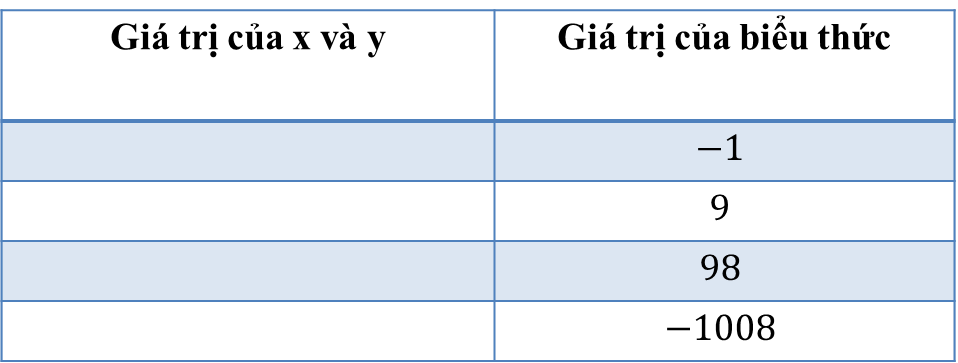 Giá trị của x và y
Giá trị của biểu thức
−1
9
98
−1008